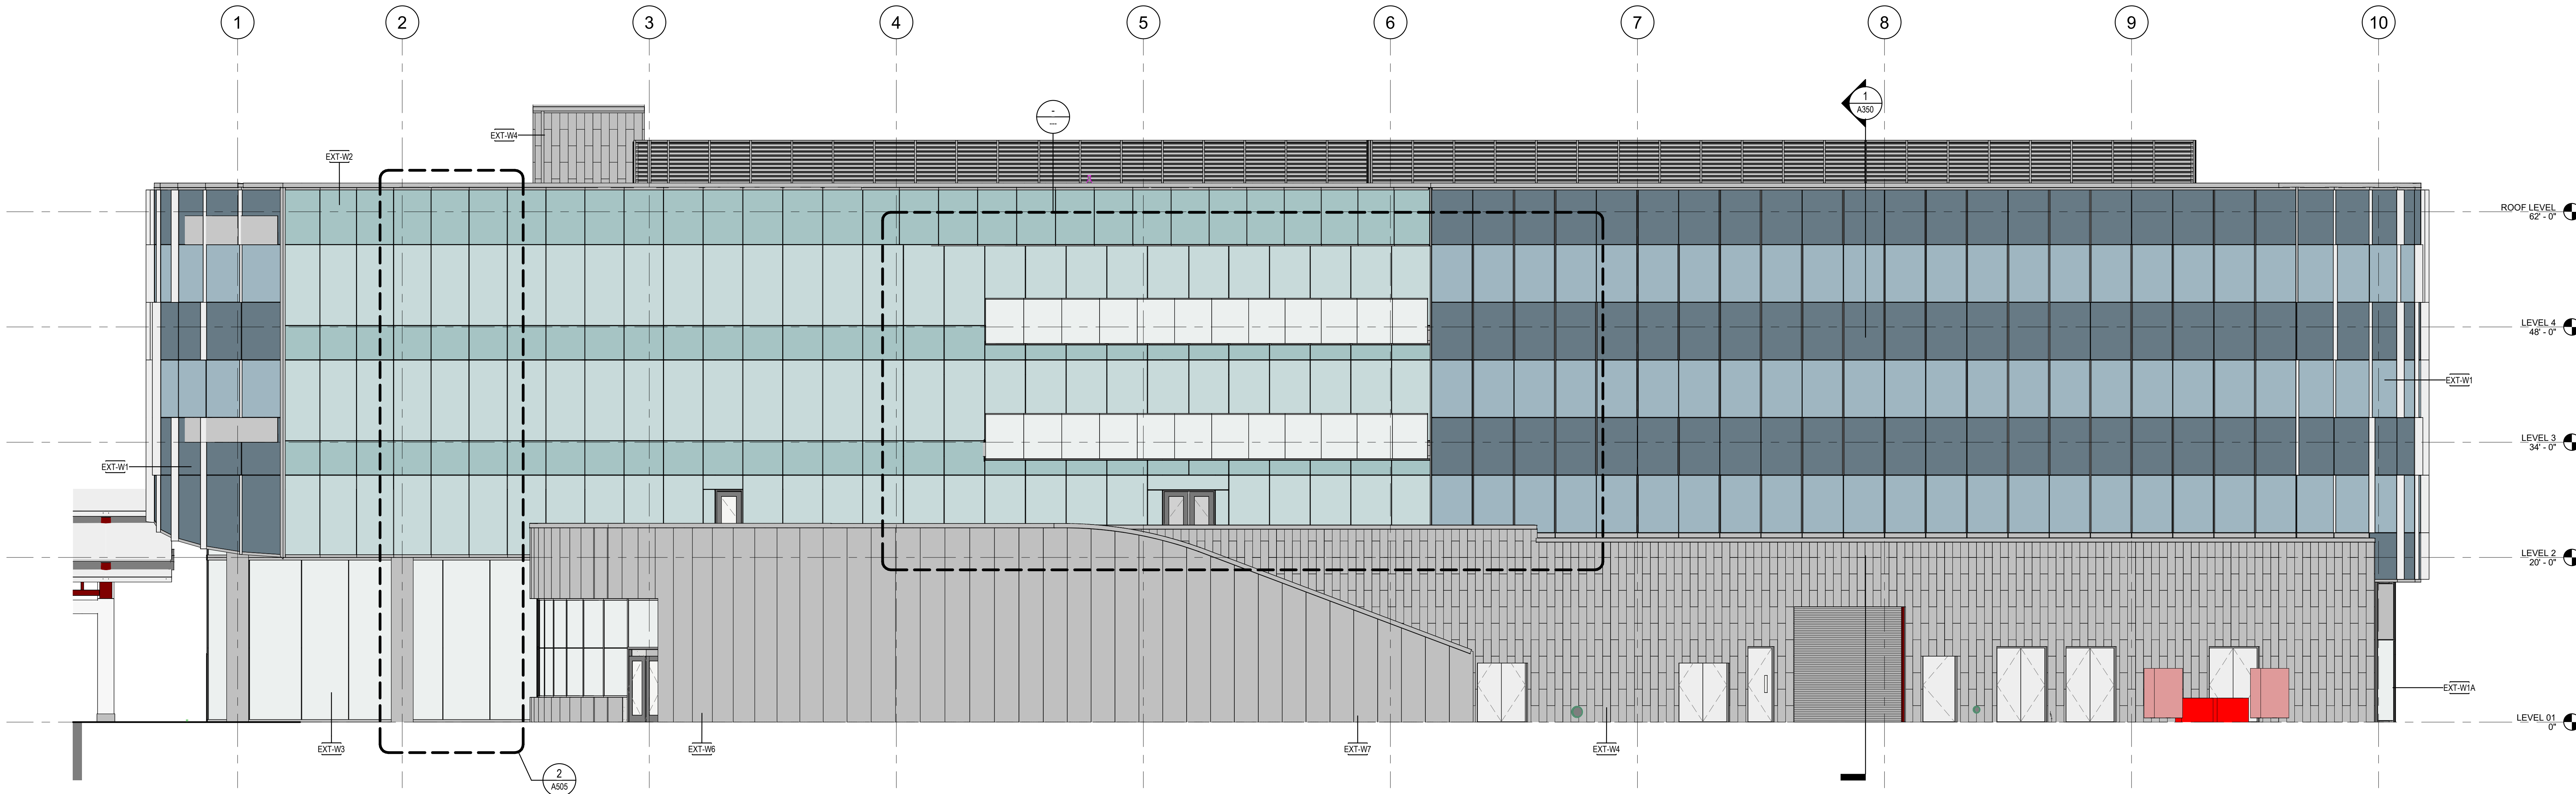 1
2
3
4
5
6
7
8
9
10
-
---
1
A350
EXT-W4
EXT-W2
ROOF LEVEL
62' - 0"
LEVEL 4
48' - 0"
EXT-W1
LEVEL 3
34' - 0"
EXT-W1
LEVEL 2
20' - 0"
EXT-W1A
LEVEL 01
0"
EXT-W3
EXT-W6
EXT-W7
EXT-W4
2
A505